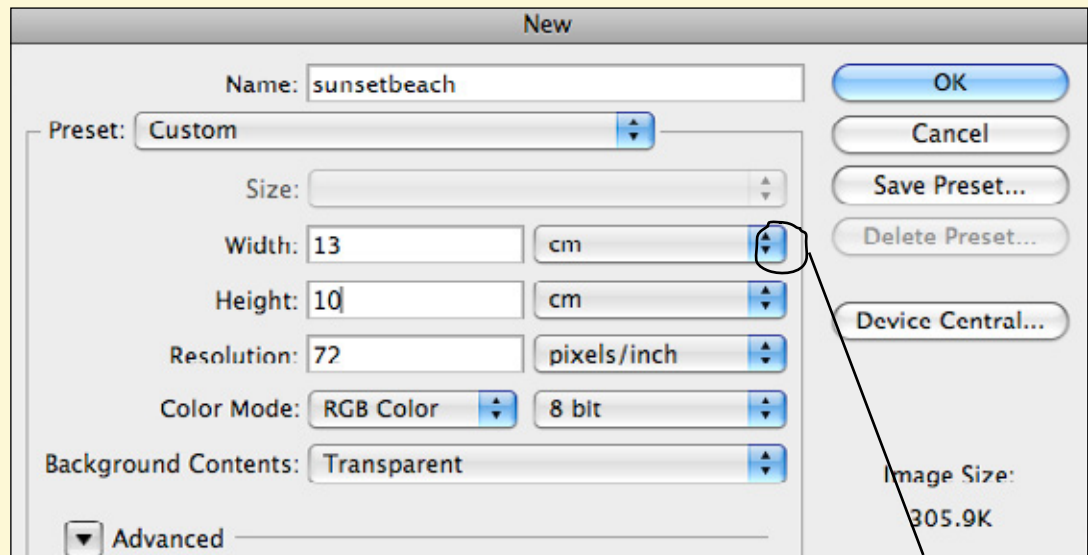 New
Name: sunsetbeach
OK
Preset: Custom
Cancel
Size:
Save Preset...
Width: 13 cm
Delete Preset...
Height: 10 cm
Device Central...
Resolution: 72 pixels/inch
Color Mode: RGB Color 8 bit
Background Contents: Transparent
Image Size:
305.9K
Advanced